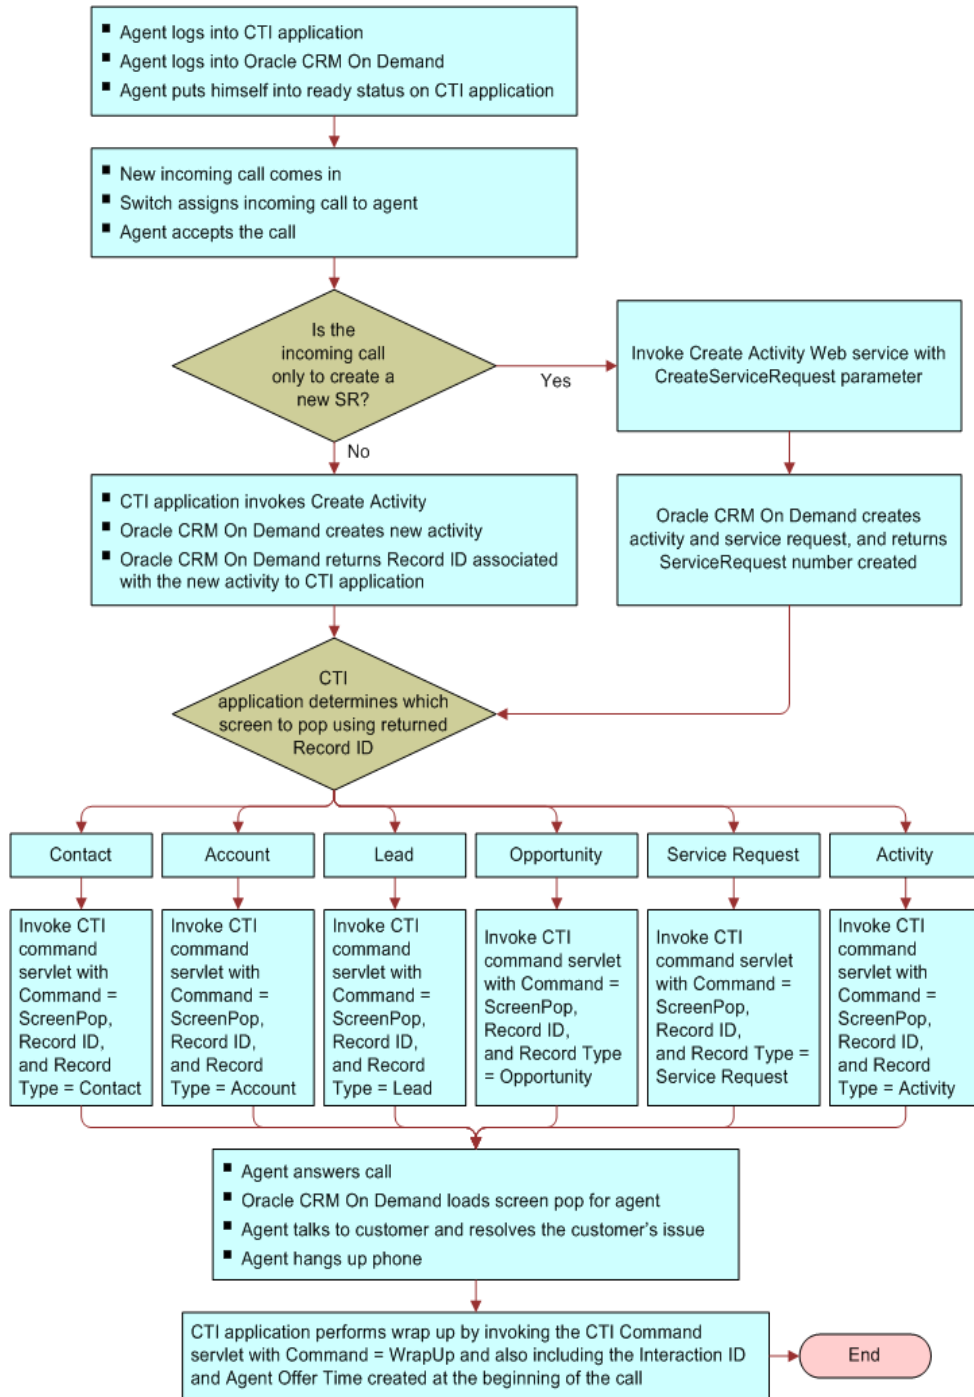 ▪ Agent logs into CTI application
▪ Agent logs into Oracle CRM On Demand
▪ Agent puts himself into ready status on CTI application
▪ New incoming call comes in
▪ Switch assigns incoming call to agent
▪ Agent accepts the call
Is the
incoming call
only to create a
new SR?
Yes
No
Invoke Create Activity Web service with
CreateServiceRequest parameter
▪ CTI application invokes Create Activity
▪ Oracle CRM On Demand creates new activity
▪ Oracle CRM On Demand returns Record ID associated
with the new activity to CTI application
Oracle CRM On Demand creates
activity and service request, and returns
ServiceRequest number created
CTI
application determines which
screen to pop using returned
Record ID
Contact
Account
Lead
Opportunity
Service Request
Activity
Invoke CTI
command
servlet with
Command =
ScreenPop,
Record ID,
and Record
Type = Contact
Invoke CTI
command
servlet with
Command =
ScreenPop,
Record ID,
and Record
Type = Account
Invoke CTI
command
servlet with
Command =
ScreenPop,
Record ID,
and Record
Type = Lead
Invoke CTI
command servlet
with Command =
ScreenPop,
Record ID,
and Record Type
= Opportunity
Invoke CTI
command servlet
with Command =
ScreenPop,
Record ID,
and Record Type =
Service Request
Invoke CTI
command
servlet with
Command =
ScreenPop,
Record ID,
and Record
Type = Activity
▪ Agent answers call
▪ Oracle CRM On Demand loads screen pop for agent
▪ Agent talks to customer and resolves the customer's issue
▪ Agent hangs up phone
CTI application performs wrap up by invoking the CTI Command
servlet with Command = WrapUp and also including the Interaction ID
and Agent Offer Time created at the beginning of the call
End